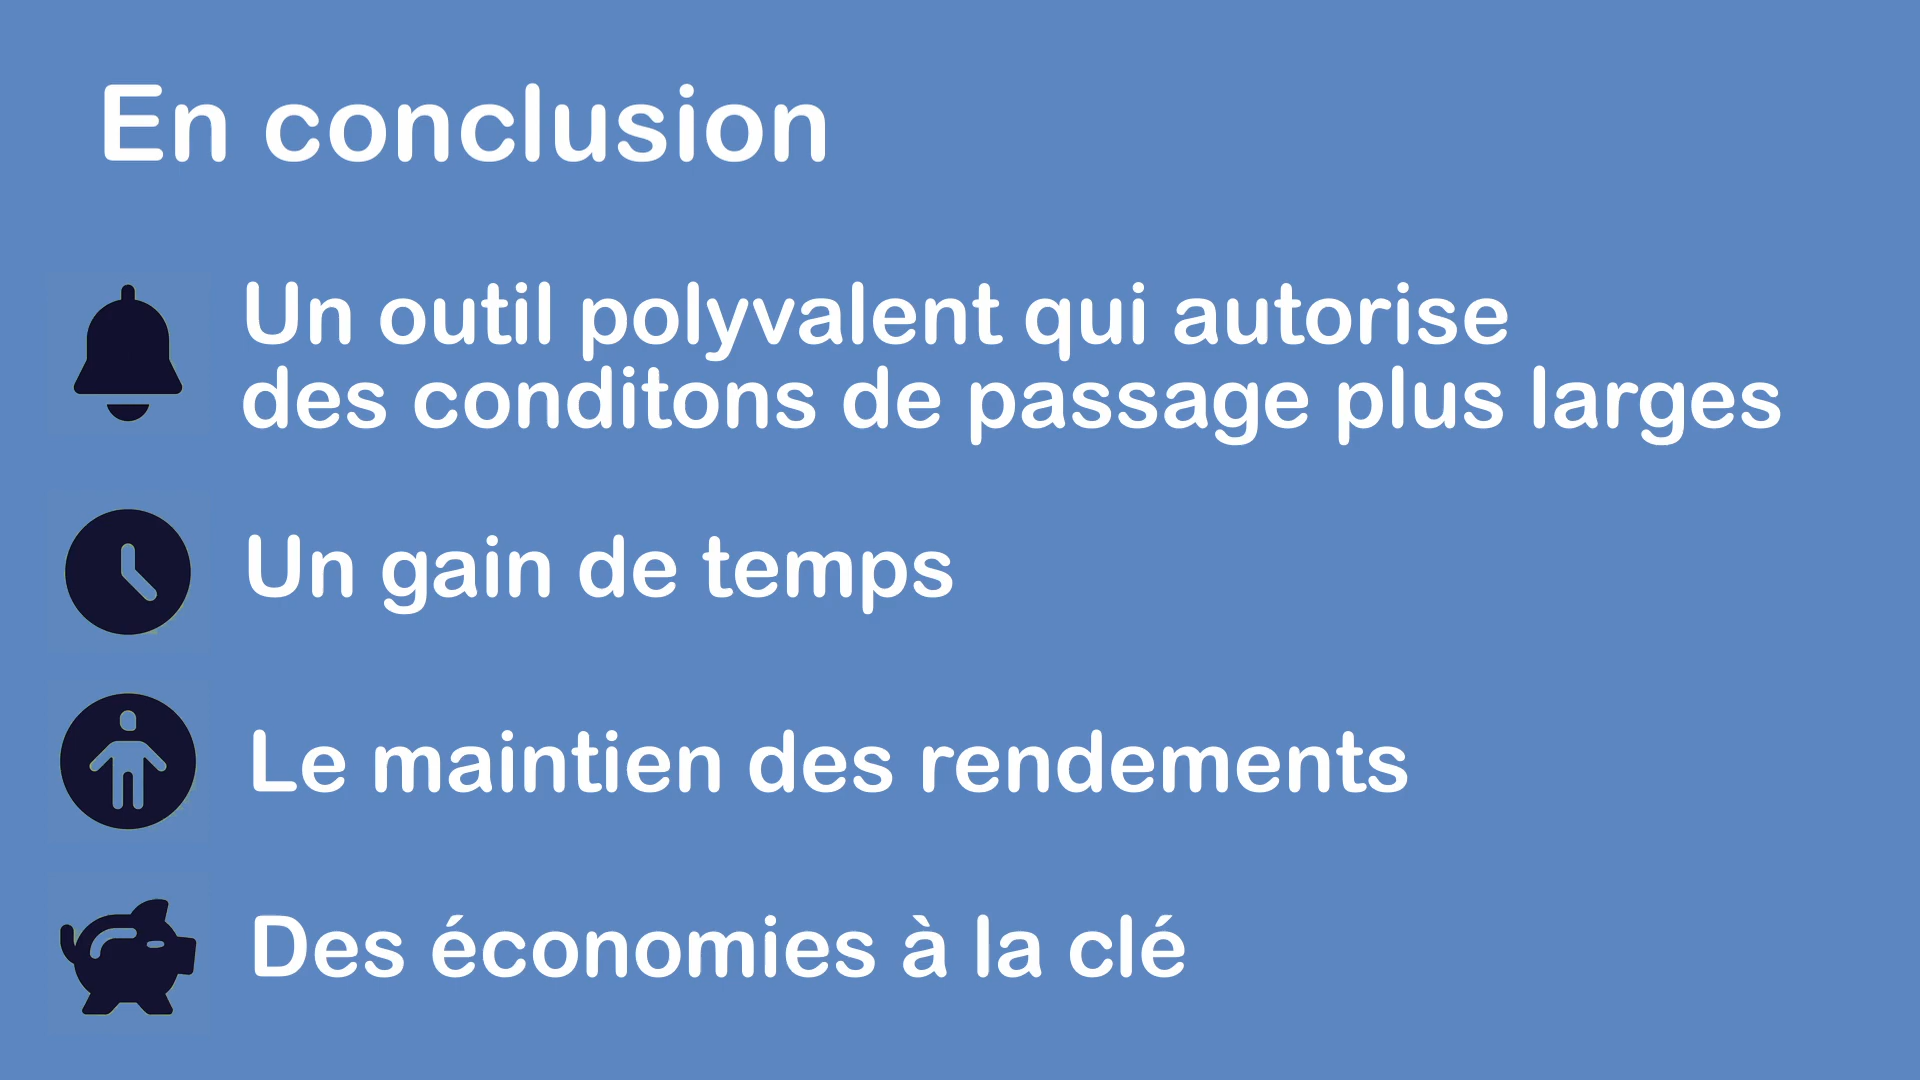 En conclusion
Un outil polyvalent qui autorise
des conditons de passage plus larges
Un gain de temps
Le maintien des rendements
Des économies à la clé